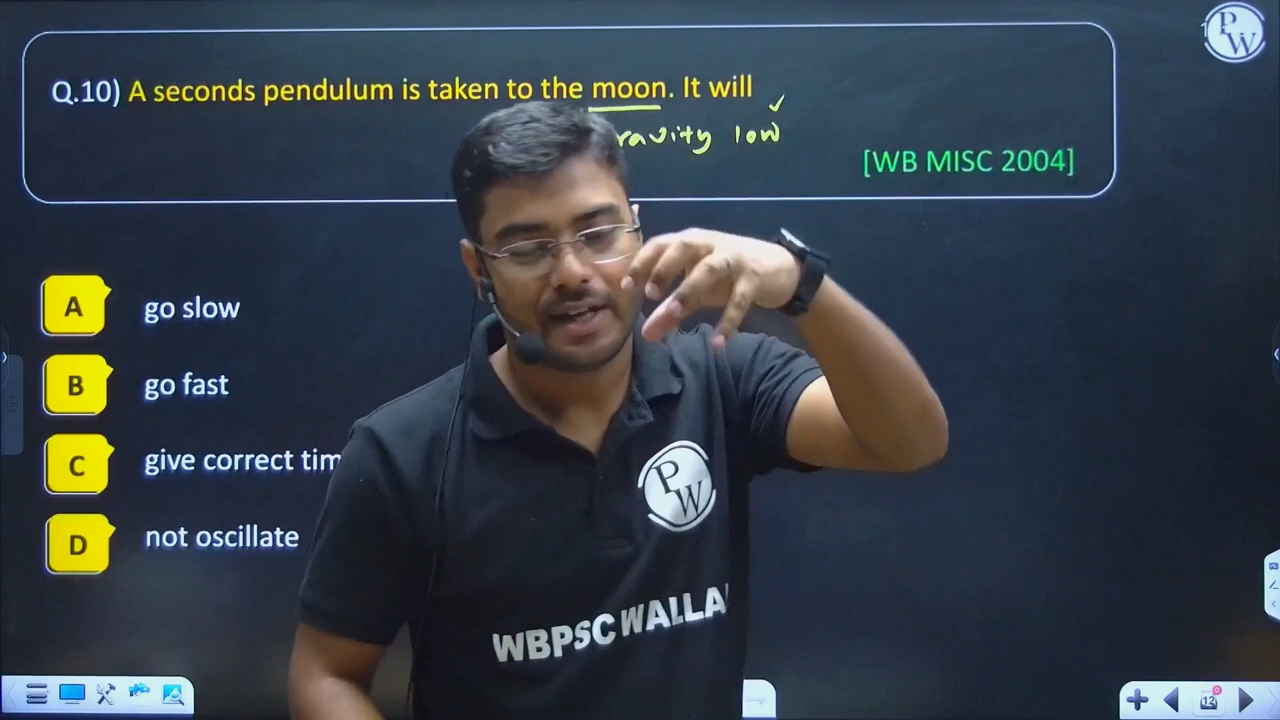 PW
Q.10) A seconds pendulum is taken to the moon. It will
ravity low
[WB MISC 2004]
A go slow
B go fast
C give correct tim
D not oscillate
PW
WBPSC WALLA
12